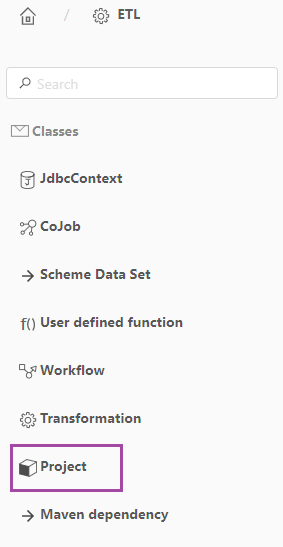 / ETL
Search
Classes
JdbcContext
CoJob
Scheme Data Set
f() User defined function
Workflow
Transformation
Project
Maven dependency